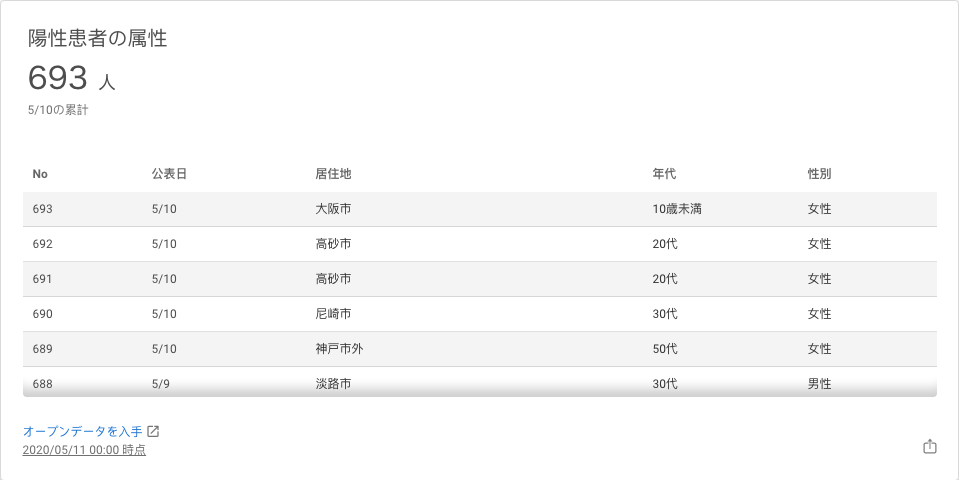 陽性患者の属性
693 人
5/10の累計
No 公表日 居住地 年代 性別
693 5/10 大阪市 10歳未満 女性
692 5/10 高砂市 20代 女性
691 5/10 高砂市 20代 女性
690 5/10 尼崎市 30代 女性
689 5/10 神戸市外 50代 女性
688 5/9 淡路市 30代 男性
オープンデータを入手
2020/05/11 00:00 時点